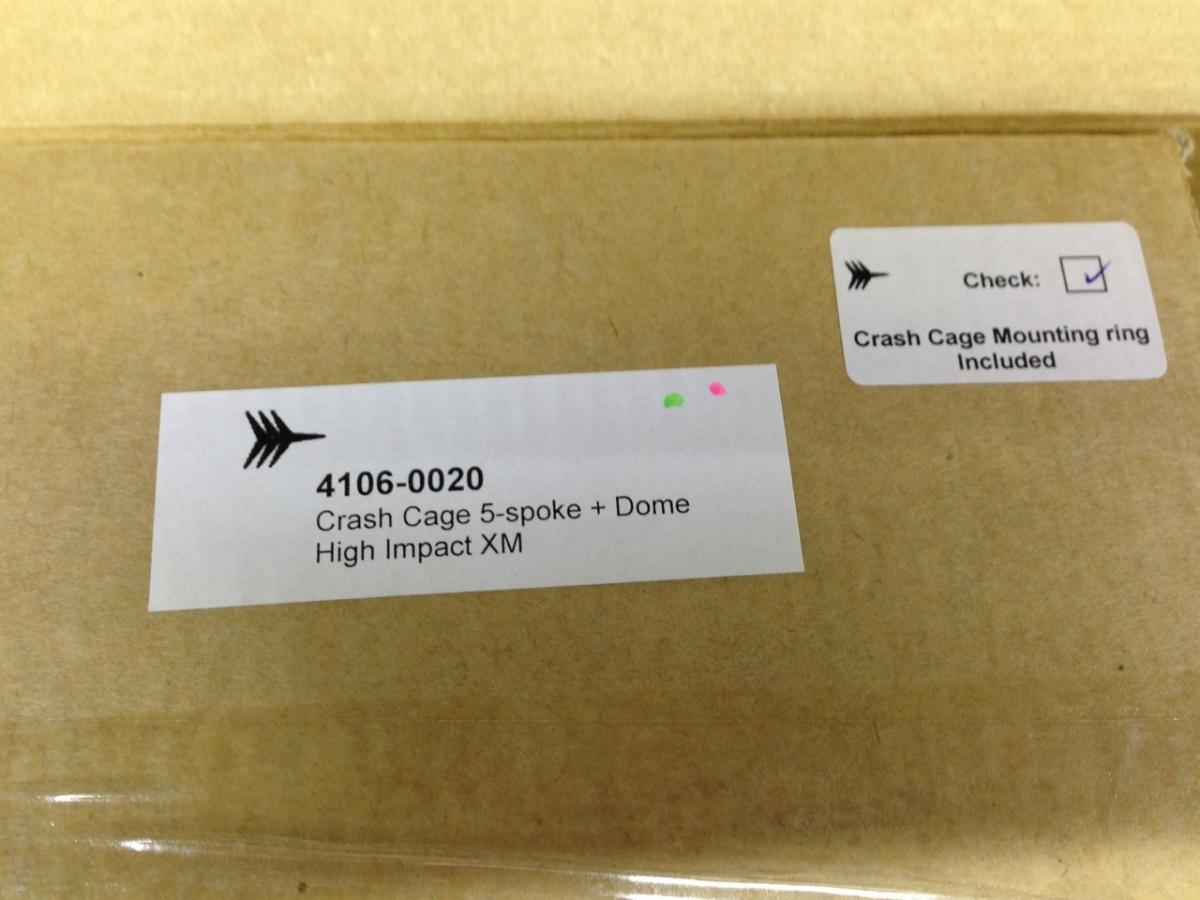 Check:
Crash Cage Mounting ring
Included
4106-0020
Crash Cage 5-spoke + Dome
High Impact XM